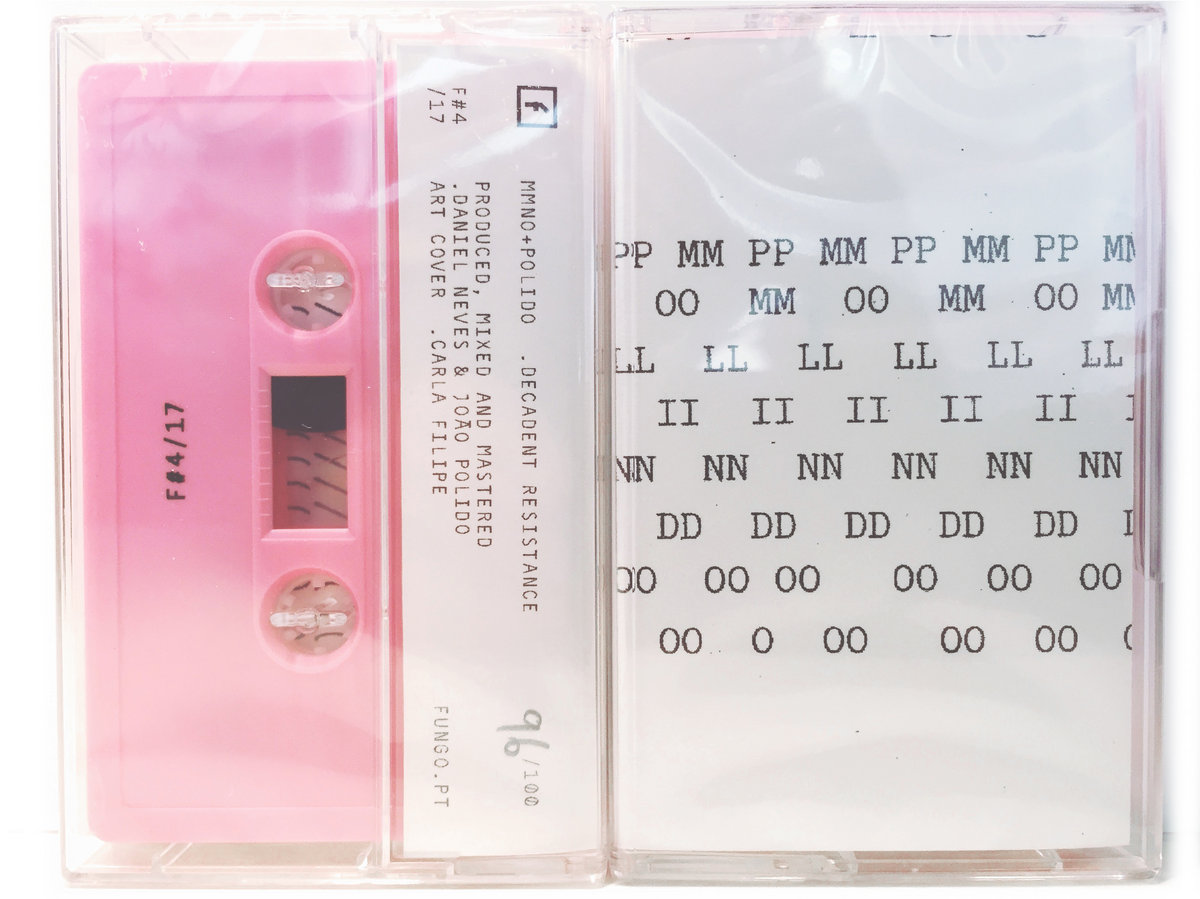 F#4/17
f
F#4
/17
MMNO+POLIDO .DECADENT RESISTANCE
PRODUCED, MIXED AND MASTERED
.DANIEL NEVES & JOÃO POLIDO
ART COVER .CARLA FILIPE
96/100
FUNGO.PT
PP MM PP MM PP MM PP MM
OO MM OO MM OO MM
LL LL LL LL LL LL
II II II II II
NN NN NN NN NN NN
DD DD DD DD DD
OO OO OO OO OO OO
OO O OO OO OO